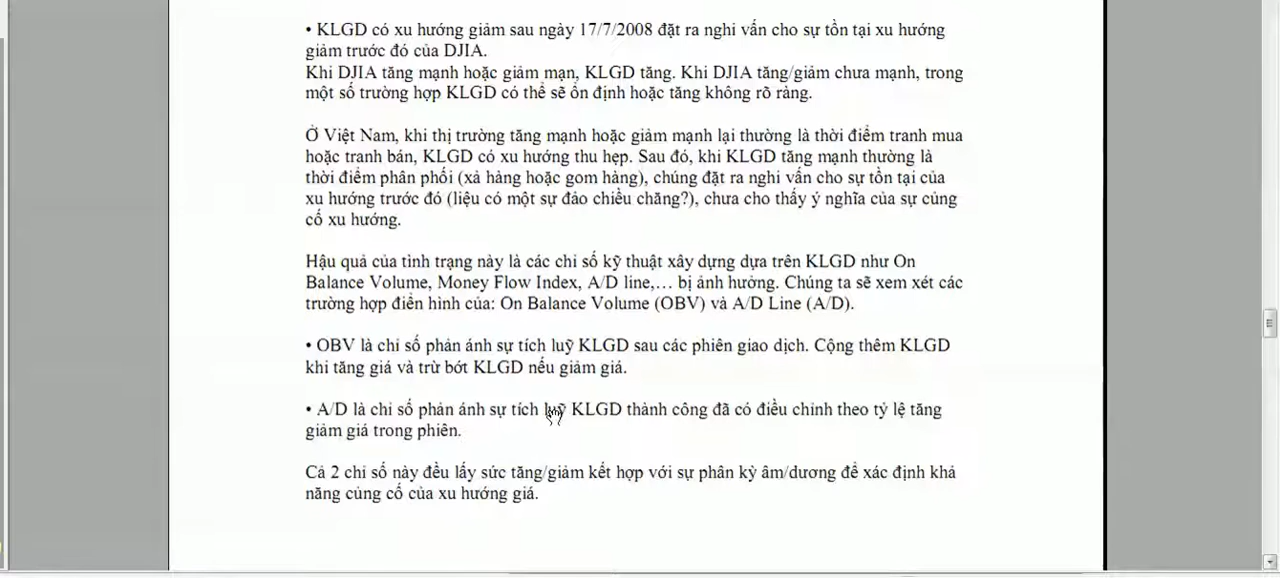 • KLGD có xu hướng giảm sau ngày 17/7/2008 đặt ra nghi vấn cho sự tồn tại xu hướng
giảm trước đó của DJIA.
Khi DJIA tăng mạnh hoặc giảm mạn, KLGD tăng. Khi DJIA tăng/giảm chưa mạnh, trong
một số trường hợp KLGD có thể sẽ ổn định hoặc tăng không rõ ràng.
Ở Việt Nam, khi thị trường tăng mạnh hoặc giảm mạnh lại thường là thời điểm tranh mua
hoặc tranh bán, KLGD có xu hướng thu hẹp. Sau đó, khi KLGD tăng mạnh thường là
thời điểm phân phối (xả hàng hoặc gom hàng), chúng đặt ra nghi vấn cho sự tồn tại của
xu hướng trước đó (liệu có một sự đảo chiều chăng?), chưa cho thấy ý nghĩa của sự củng
cố xu hướng.
Hậu quả của tình trạng này là các chỉ số kỹ thuật xây dựng dựa trên KLGD như On
Balance Volume, Money Flow Index, A/D line,... bị ảnh hưởng. Chúng ta sẽ xem xét các
trường hợp điển hình của: On Balance Volume (OBV) và A/D Line (A/D).
• OBV là chỉ số phản ánh sự tích luỹ KLGD sau các phiên giao dịch. Cộng thêm KLGD
khi tăng giá và trừ bớt KLGD nếu giảm giá.
• A/D là chỉ số phản ánh sự tích luỹ KLGD thành công đã có điều chỉnh theo tỷ lệ tăng
giảm giá trong phiên.
Cả 2 chỉ số này đều lấy sức tăng/giảm kết hợp với sự phân kỳ âm/dương để xác định khả
năng củng cố của xu hướng giá.